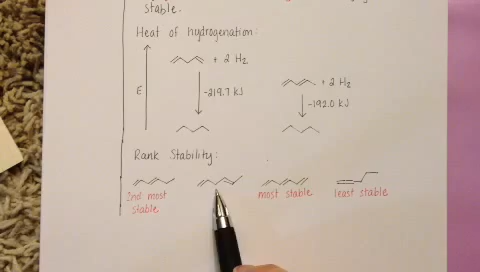 stable.
Heat of hydrogenation:
+ 2 H₂
+ 2 H₂
E
-219.7 kJ
-192.0 kJ
Rank Stability:
2nd most
stable
most stable
least stable